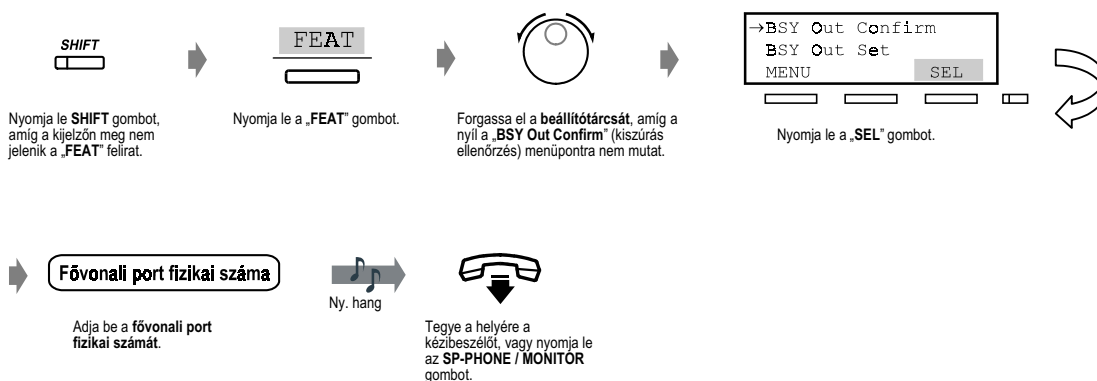 SHIFT
FEAT
→BSY Out Confirm
BSY Out Set
MENU SEL
Nyomja le SHIFT gombot,
amíg a kijelzőn meg nem
jelenik a „FEAT” felirat.
Nyomja le a „FEAT” gombot.
Forgassa el a beállítótárcsát, amíg a
nyíl a „BSY Out Confirm” (kiszúrás
ellenőrzés) menüpontra nem mutat.
Nyomja le a „SEL” gombot.
Fővonali port fizikai száma
Ny. hang
Adja be a fővonali port
fizikai számát.
Tegye a helyére a
kézibeszélőt, vagy nyomja le
az SP-PHONE / MONITOR
gombot.